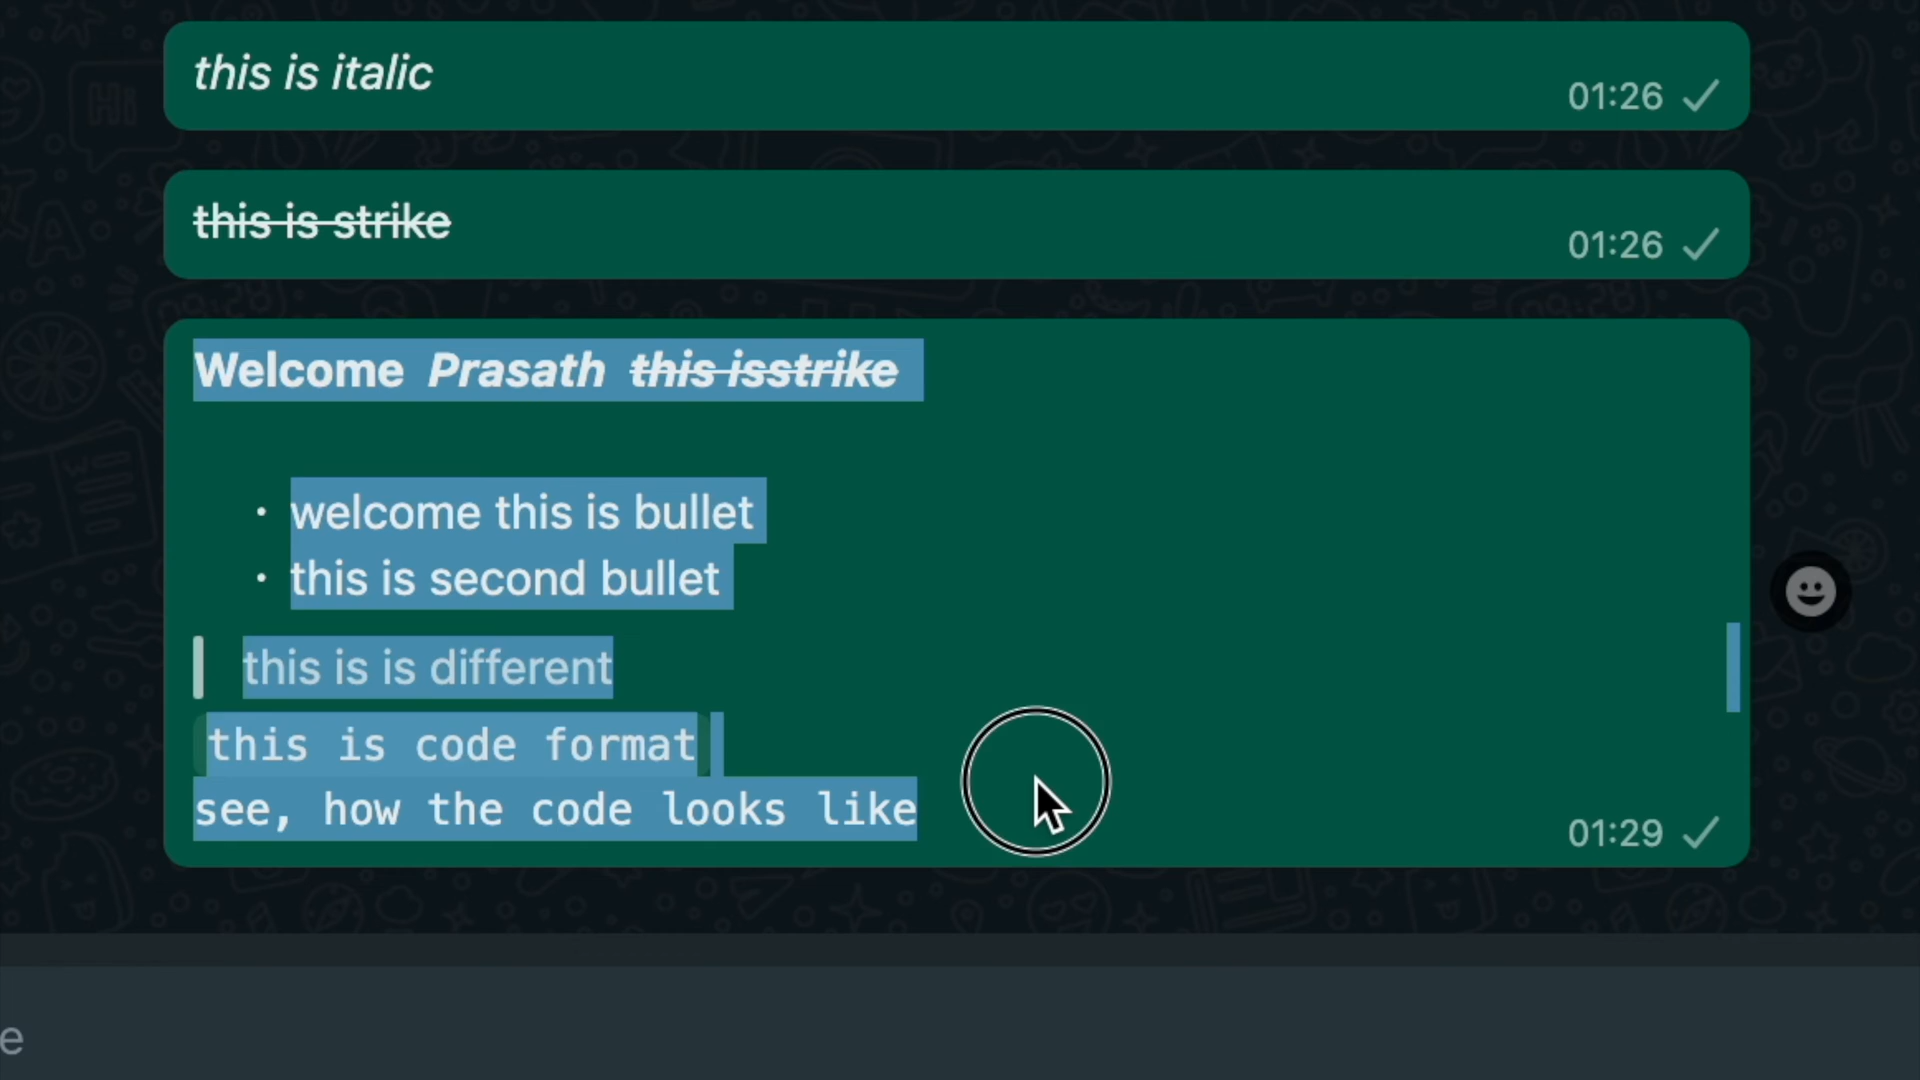 this is italic
01:26
this is strike
01:26
Welcome Prasath this isstrike
• welcome this is bullet
• this is second bullet
this is is different
this is code format
see, how the code looks like
01:29
e